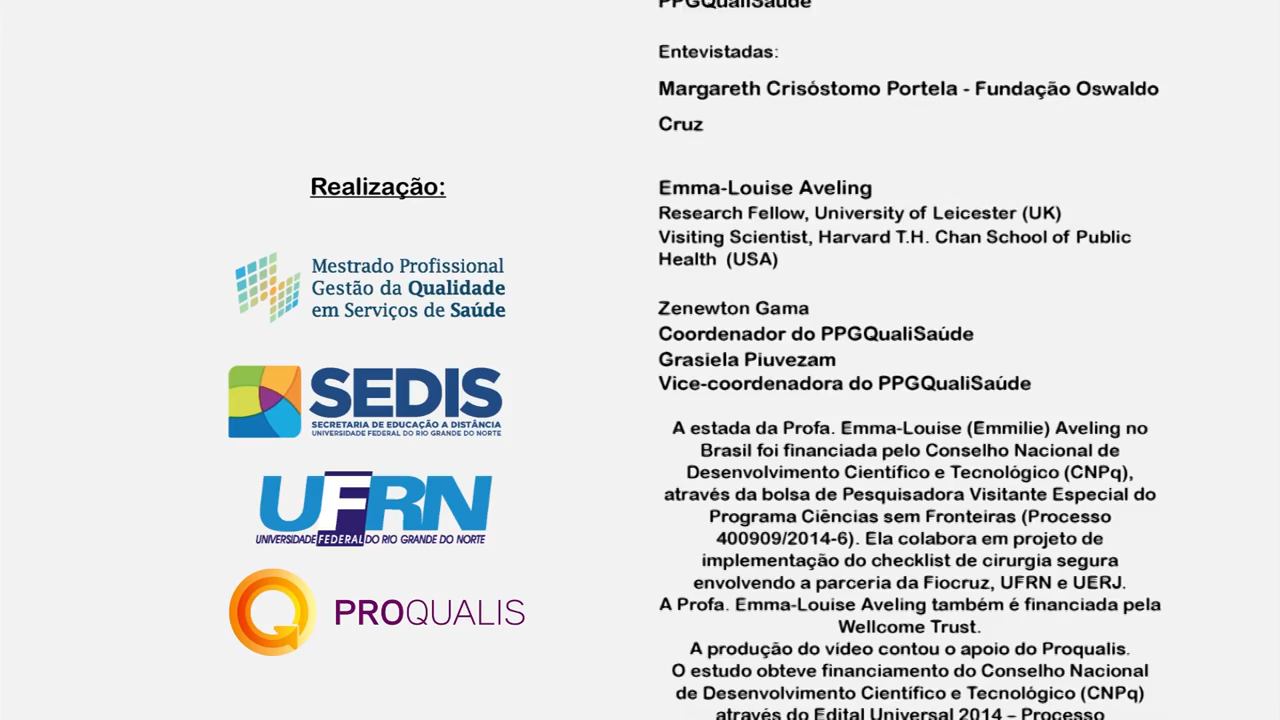 Realização:
Mestrado Profissional
Gestão da Qualidade
em Serviços de Saúde
SEDIS
SECRETARIA DE EDUCAÇÃO A DISTÂNCIA
UNIVERSIDADE FEDERAL DO RIO GRANDE DO NORTE
UFRN
UNIVERSIDADE FEDERAL DO RIO GRANDE DO NORTE
PROQUALIS
PPGQualiSaúde
Entevistadas:
Margareth Crisóstomo Portela - Fundação Oswaldo
Cruz
Emma-Louise Aveling
Research Fellow, University of Leicester (UK)
Visiting Scientist, Harvard T.H. Chan School of Public
Health (USA)
Zenewton Gama
Coordenador do PPGQualiSaúde
Grasiela Piuvezam
Vice-coordenadora do PPGQualiSaúde
A estada da Profa. Emma-Louise (Emmilie) Aveling no
Brasil foi financiada pelo Conselho Nacional de
Desenvolvimento Científico e Tecnológico (CNPq),
através da bolsa de Pesquisadora Visitante Especial do
Programa Ciências sem Fronteiras (Processo
400909/2014-6). Ela colabora em projeto de
implementação do checklist de cirurgia segura
envolvendo a parceria da Fiocruz, UFRN e UERJ.
A Profa. Emma-Louise Aveling também é financiada pela
Wellcome Trust.
A produção do vídeo contou o apoio do Proqualis.
O estudo obteve financiamento do Conselho Nacional
de Desenvolvimento Científico e Tecnológico (CNPq)
através do Edital Universal 2014 – Processo